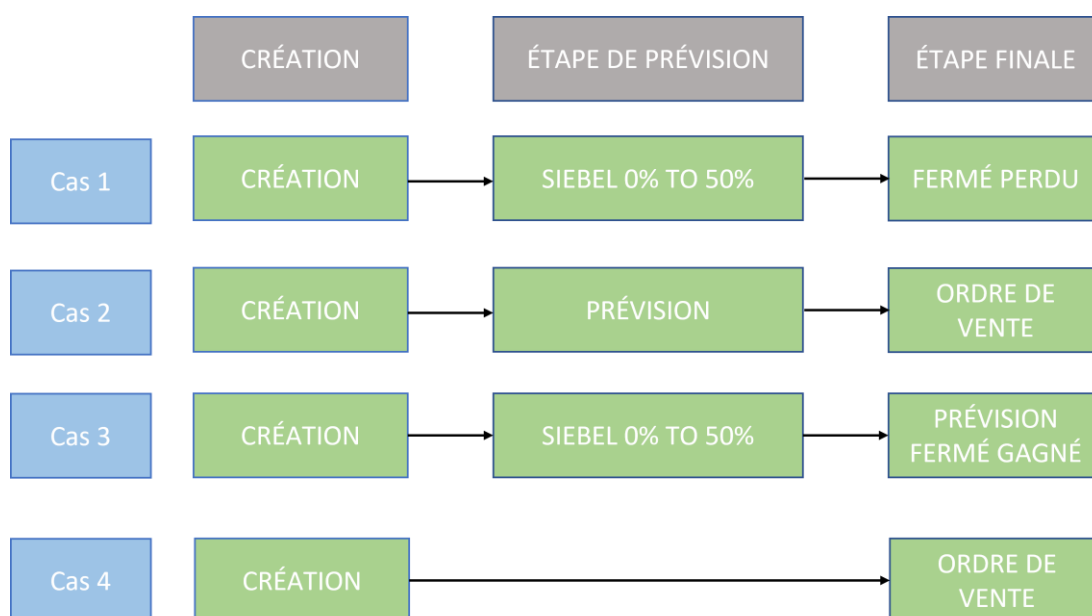 CRÉATION
ÉTAPE DE PRÉVISION
ÉTAPE FINALE
Cas 1
CRÉATION
SIEBEL 0% TO 50%
FERMÉ PERDU
Cas 2
CRÉATION
PRÉVISION
ORDRE DE
VENTE
Cas 3
CRÉATION
SIEBEL 0% TO 50%
PRÉVISION
FERMÉ GAGNÉ
Cas 4
CRÉATION
ORDRE DE
VENTE